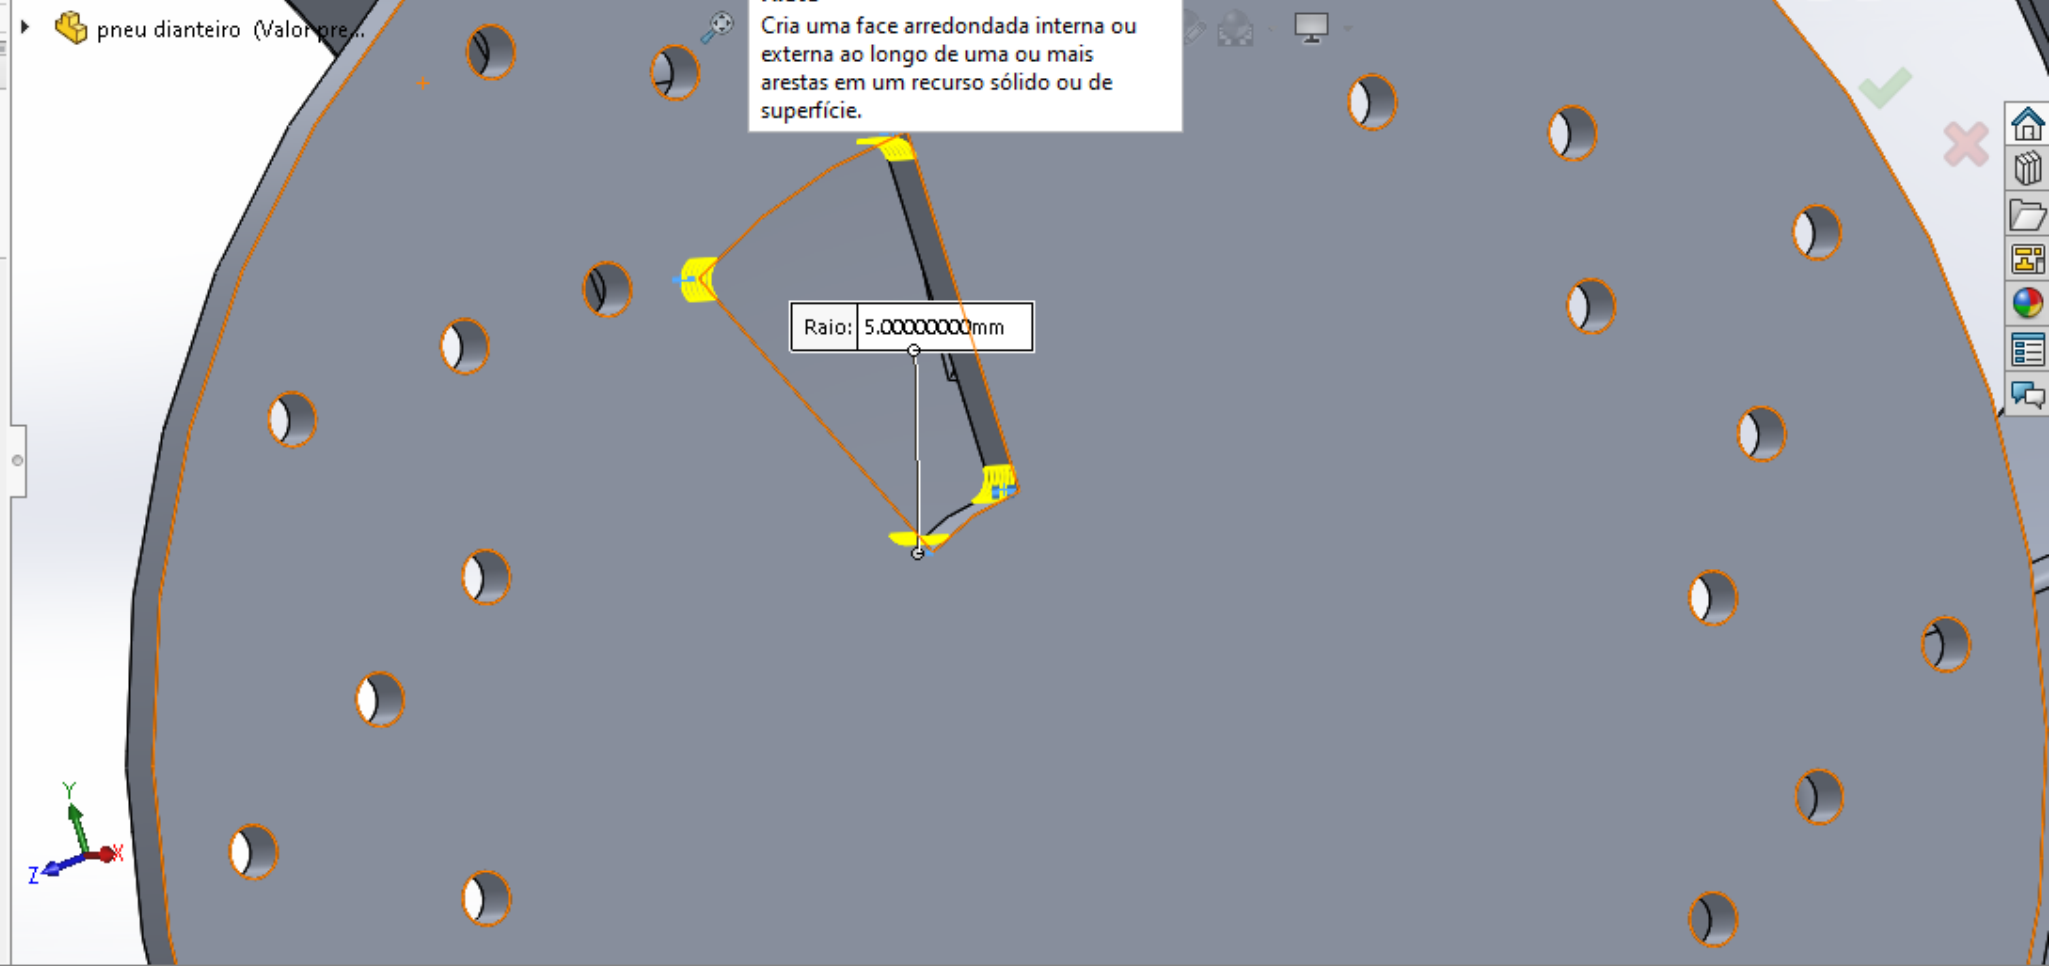 pneu dianteiro (Valor pre...
Cria uma face arredondada interna ou
externa ao longo de uma ou mais
arestas em um recurso sólido ou de
superfície.
Raio: 5.00000000mm
Y
Z
X